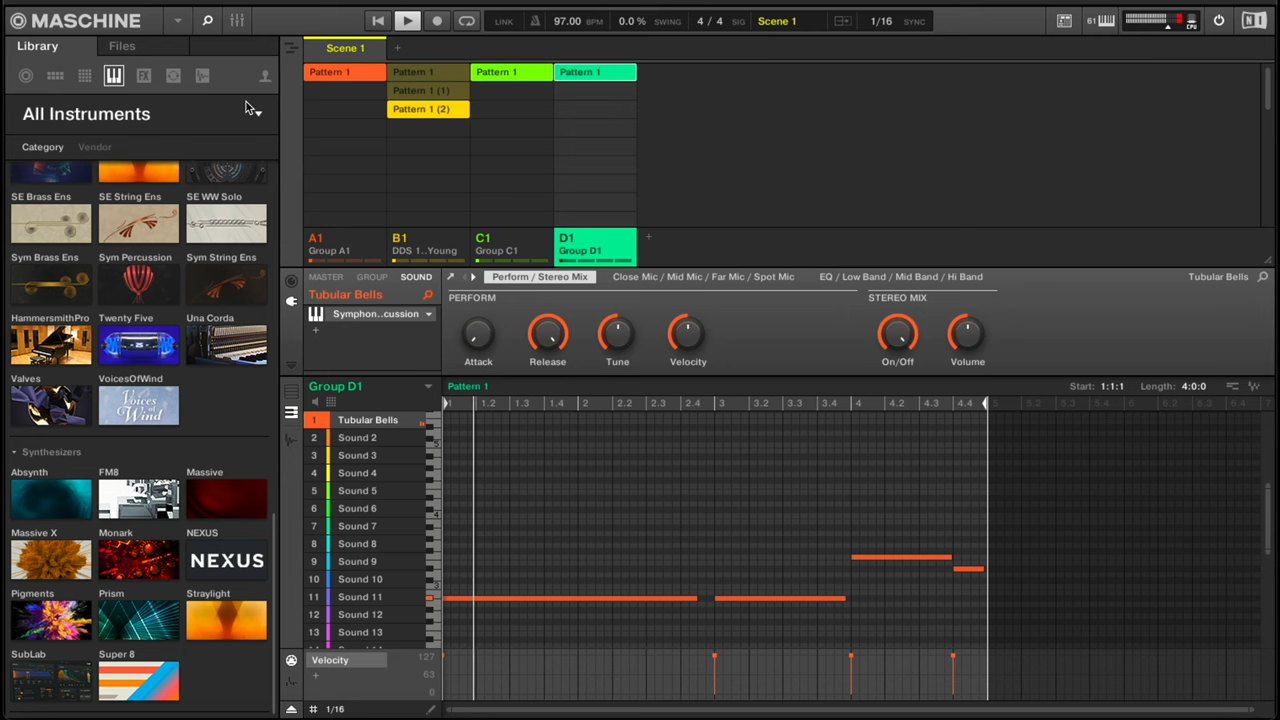 MASCHINE
LINK 97.00 BPM 0.0% SWING 4 / 4 SIG Scene 1 1/16 SYNC 61 CPU
Library Files
All Instruments
Category Vendor
SE Brass Ens SE String Ens SE WW Solo
Sym Brass Ens Sym Percussion Sym String Ens
HammersmithPro Twenty Five Una Corda
Valves VoicesOfWind
Voices of Wind
Synthesizers
Absynth FM8 Massive
Massive X Monark NEXUS
NEXUS
Pigments Prism Straylight
SubLab Super 8
Scene 1 +
Pattern 1 Pattern 1 Pattern 1 Pattern 1
Pattern 1 (1)
Pattern 1 (2)
A1 B1 C1 D1 +
Group A1 DDS 1..Young Group C1 Group D1
MASTER GROUP SOUND Perform / Stereo Mix Close Mic / Mid Mic / Far Mic / Spot Mic EQ / Low Band / Mid Band / Hi Band Tubular Bells
Tubular Bells
PERFORM STEREO MIX
Symphon..cussion
+
Attack Release Tune Velocity On/Off Volume
Group D1 Pattern 1 Start: 1:1:1 Length: 4:0:0
1 1.2 1.3 1.4 2 2.2 2.3 2.4 3 3.2 3.3 3.4 4 4.2 4.3 4.4 5 5.2 5.3 5.4 6 6.2 6.3 6.4 7
1 Tubular Bells
2 Sound 2
3 Sound 3
4 Sound 4
5 Sound 5
6 Sound 6
7 Sound 7
8 Sound 8
9 Sound 9
10 Sound 10
11 Sound 11
12 Sound 12
13 Sound 13
5
4
3
Velocity 127
+ 63
0
# 1/16